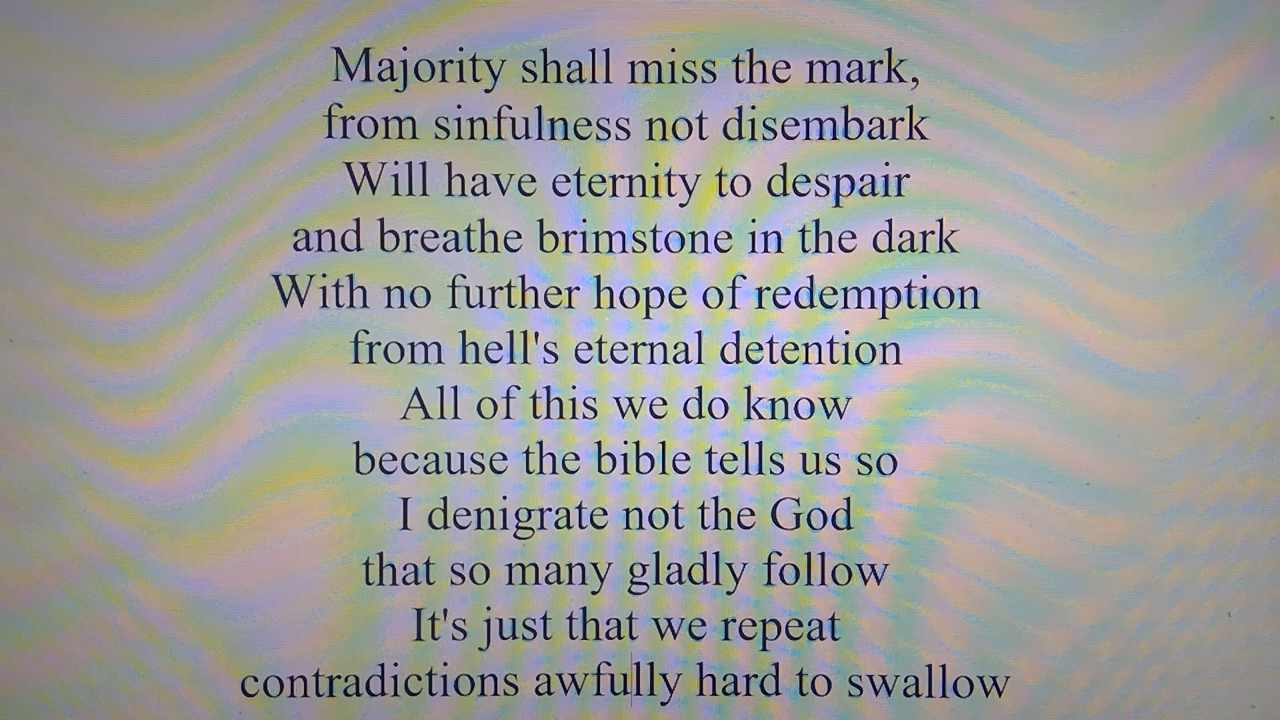 Majority shall miss the mark,
from sinfulness not disembark
Will have eternity to despair
and breathe brimstone in the dark
With no further hope of redemption
from hell's eternal detention
All of this we do know
because the bible tells us so
I denigrate not the God
that so many gladly follow
It's just that we repeat
contradictions awfully hard to swallow